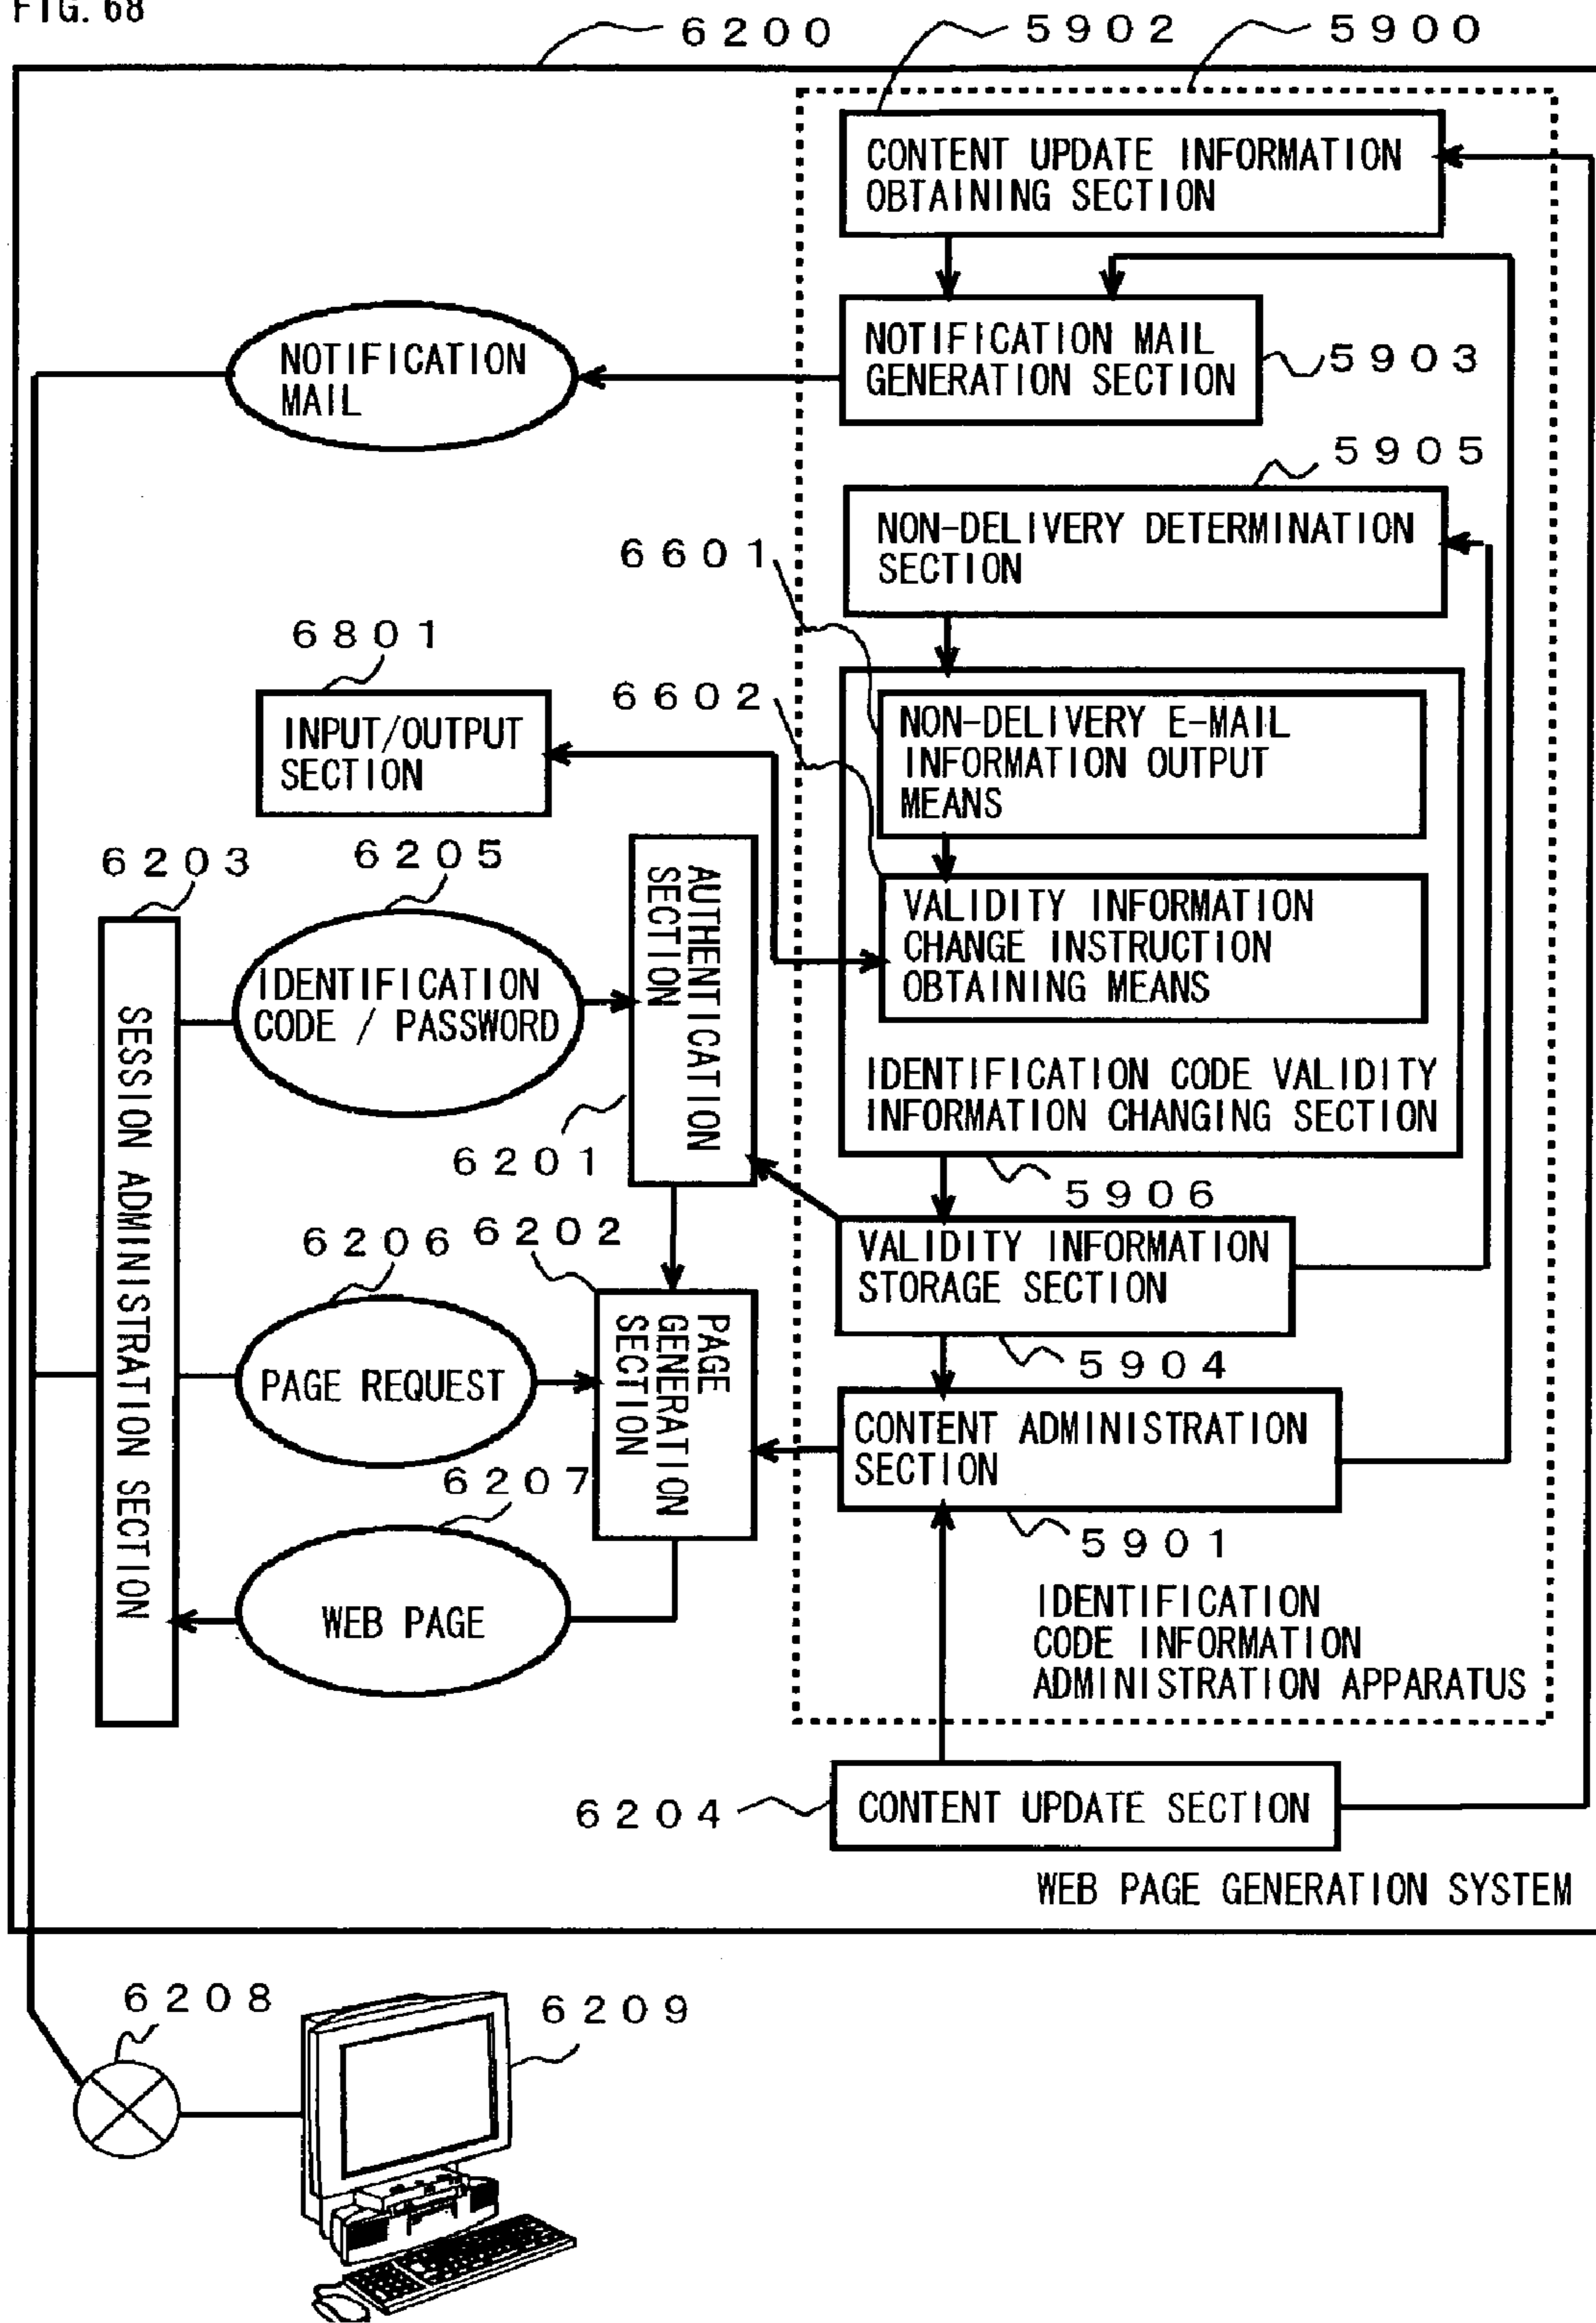 FIG. 68
6200
5902
5900
CONTENT UPDATE INFORMATION
OBTAINING SECTION
NOTIFICATION
MAIL
NOTIFICATION MAIL
GENERATION SECTION
5903
5905
NON-DELIVERY DETERMINATION
SECTION
6601
6801
INPUT/OUTPUT
SECTION
6602
NON-DELIVERY E-MAIL
INFORMATION OUTPUT
MEANS
6203
6205
IDENTIFICATION
CODE / PASSWORD
AUTHENTICATION
SECTION
VALIDITY INFORMATION
CHANGE INSTRUCTION
OBTAINING MEANS
SESSION ADMINISTRATION SECTION
IDENTIFICATION CODE VALIDITY
INFORMATION CHANGING SECTION
6201
5906
6206
6202
VALIDITY INFORMATION
STORAGE SECTION
PAGE REQUEST
PAGE
GENERATION
SECTION
5904
CONTENT ADMINISTRATION
SECTION
6207
5901
WEB PAGE
IDENTIFICATION
CODE INFORMATION
ADMINISTRATION APPARATUS
6204
CONTENT UPDATE SECTION
WEB PAGE GENERATION SYSTEM
6208
6209